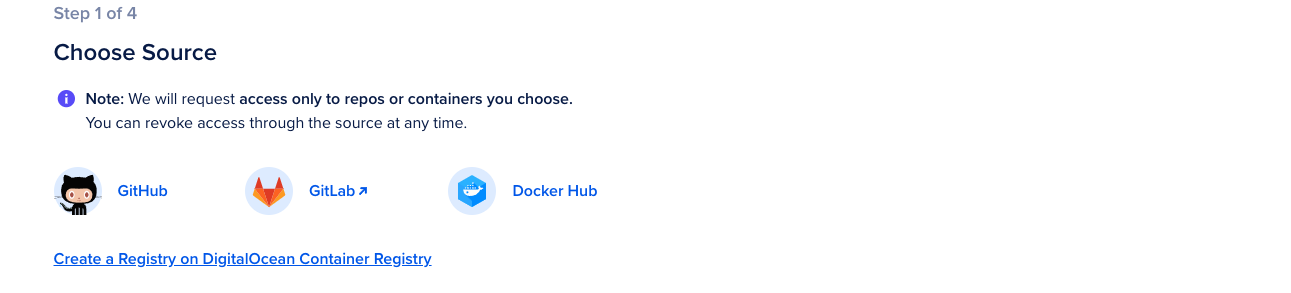 Step 1 of 4
Choose Source
Note: We will request access only to repos or containers you choose.
You can revoke access through the source at any time.
GitHub
GitLab
Docker Hub
Create a Registry on DigitalOcean Container Registry